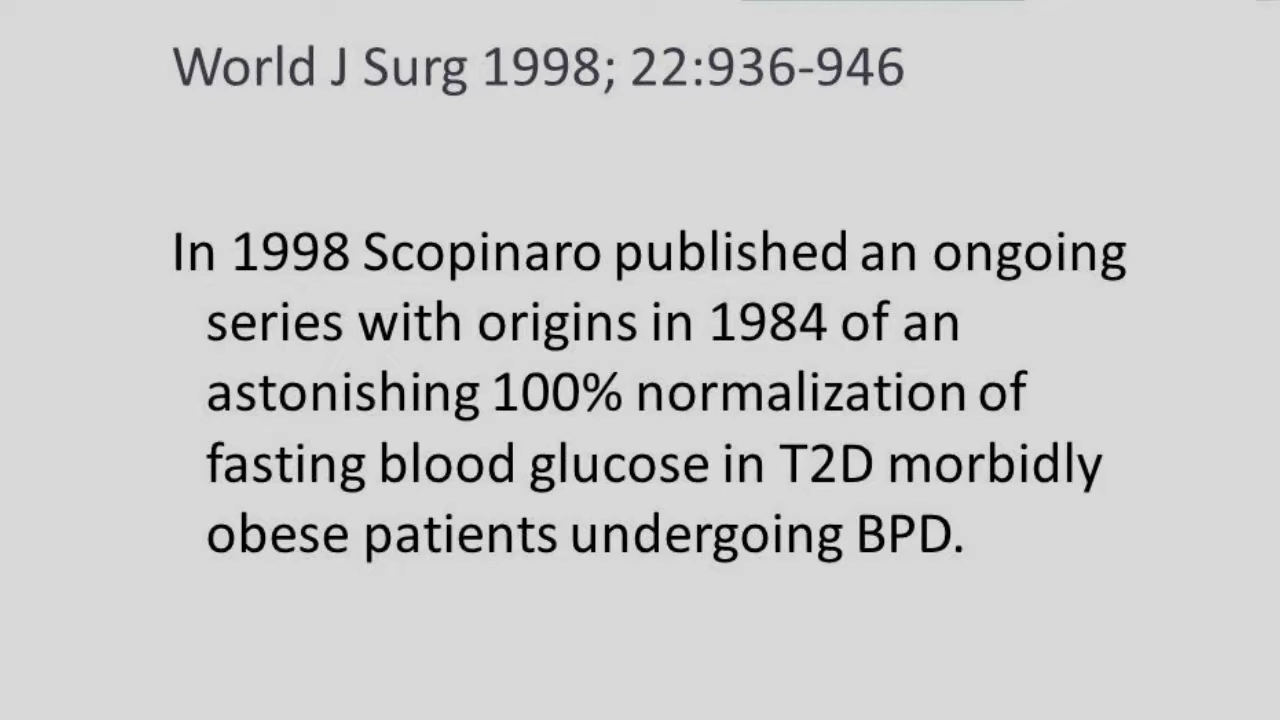 World J Surg 1998; 22:936-946
In 1998 Scopinaro published an ongoing
series with origins in 1984 of an
astonishing 100% normalization of
fasting blood glucose in T2D morbidly
obese patients undergoing BPD.